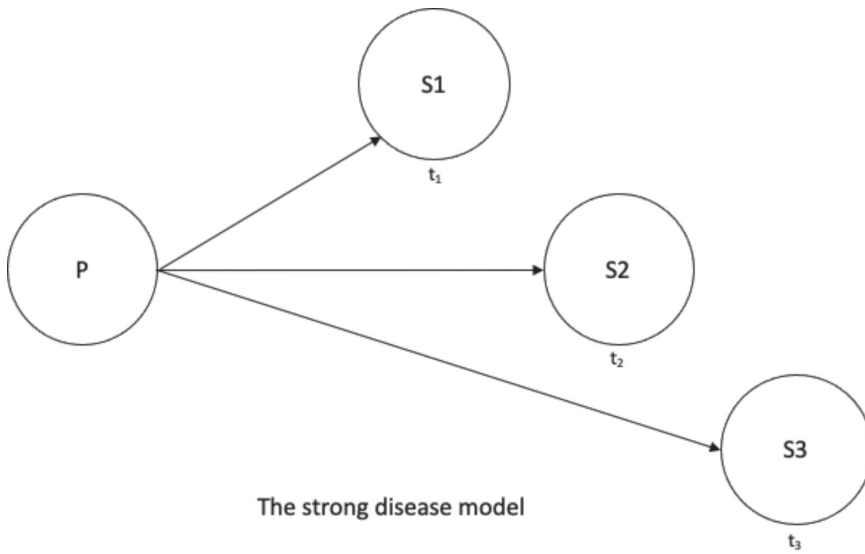 S1
t₁
P
S2
t₂
S3
The strong disease model
t₃